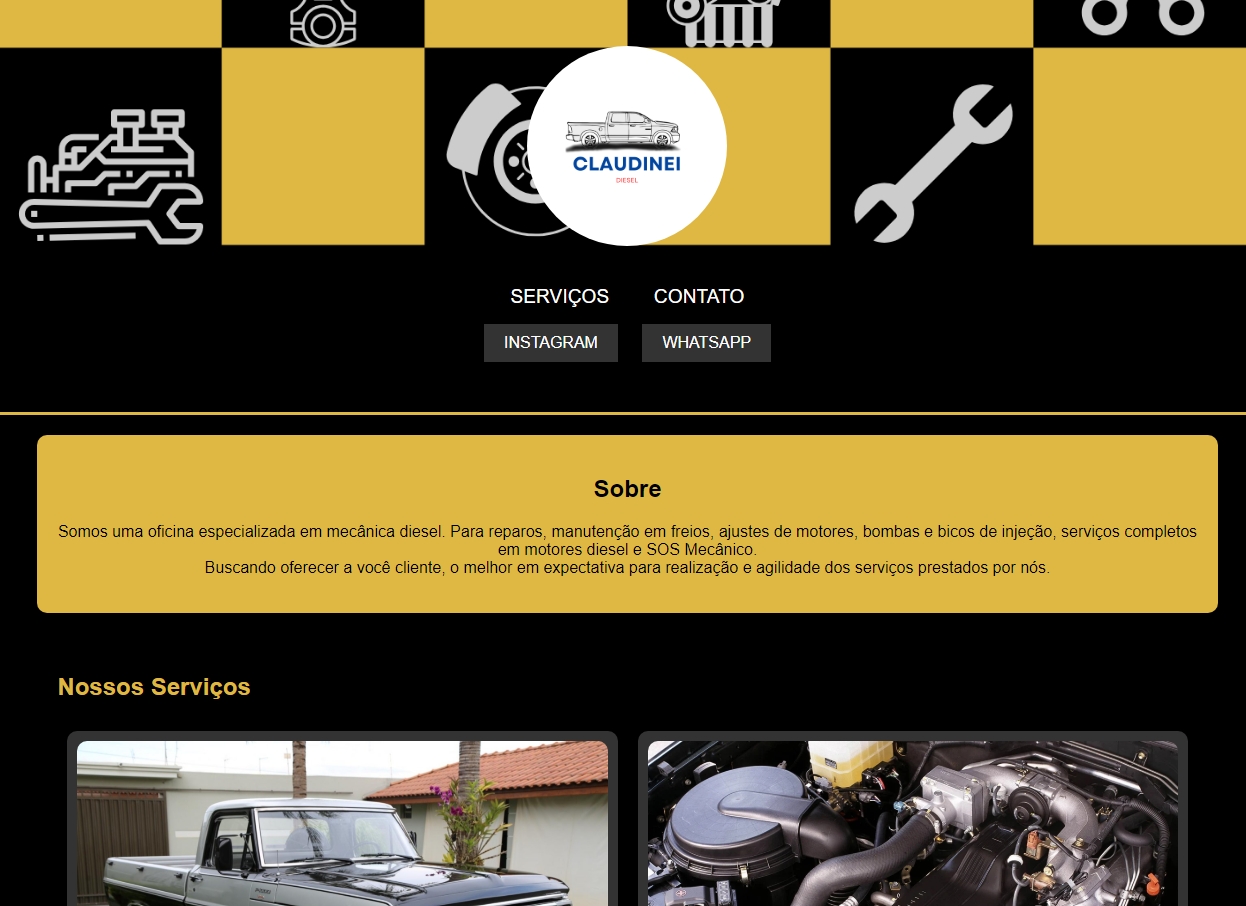 CLAUDINEI
DIESEL
SERVIÇOS CONTATO
INSTAGRAM WHATSAPP
Sobre
Somos uma oficina especializada em mecânica diesel. Para reparos, manutenção em freios, ajustes de motores, bombas e bicos de injeção, serviços completos
em motores diesel e SOS Mecânico.
Buscando oferecer a você cliente, o melhor em expectativa para realização e agilidade dos serviços prestados por nós.
Nossos Serviços